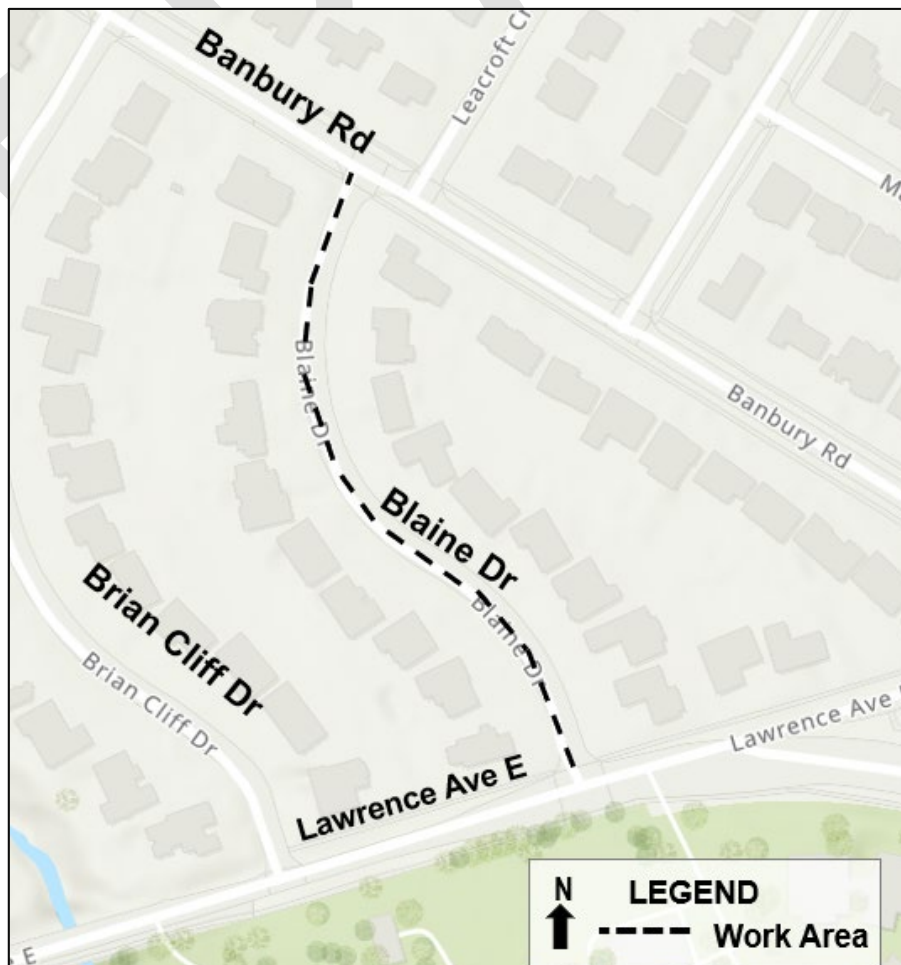 Banbury Rd
Leacroft Cr
Blaine Dr
Banbury Rd
Blaine Dr
Blaine Dr
Brian Cliff Dr
Brian Cliff Dr
Lawrence Ave E
Lawrence Ave
N
LEGEND
Work Area
E